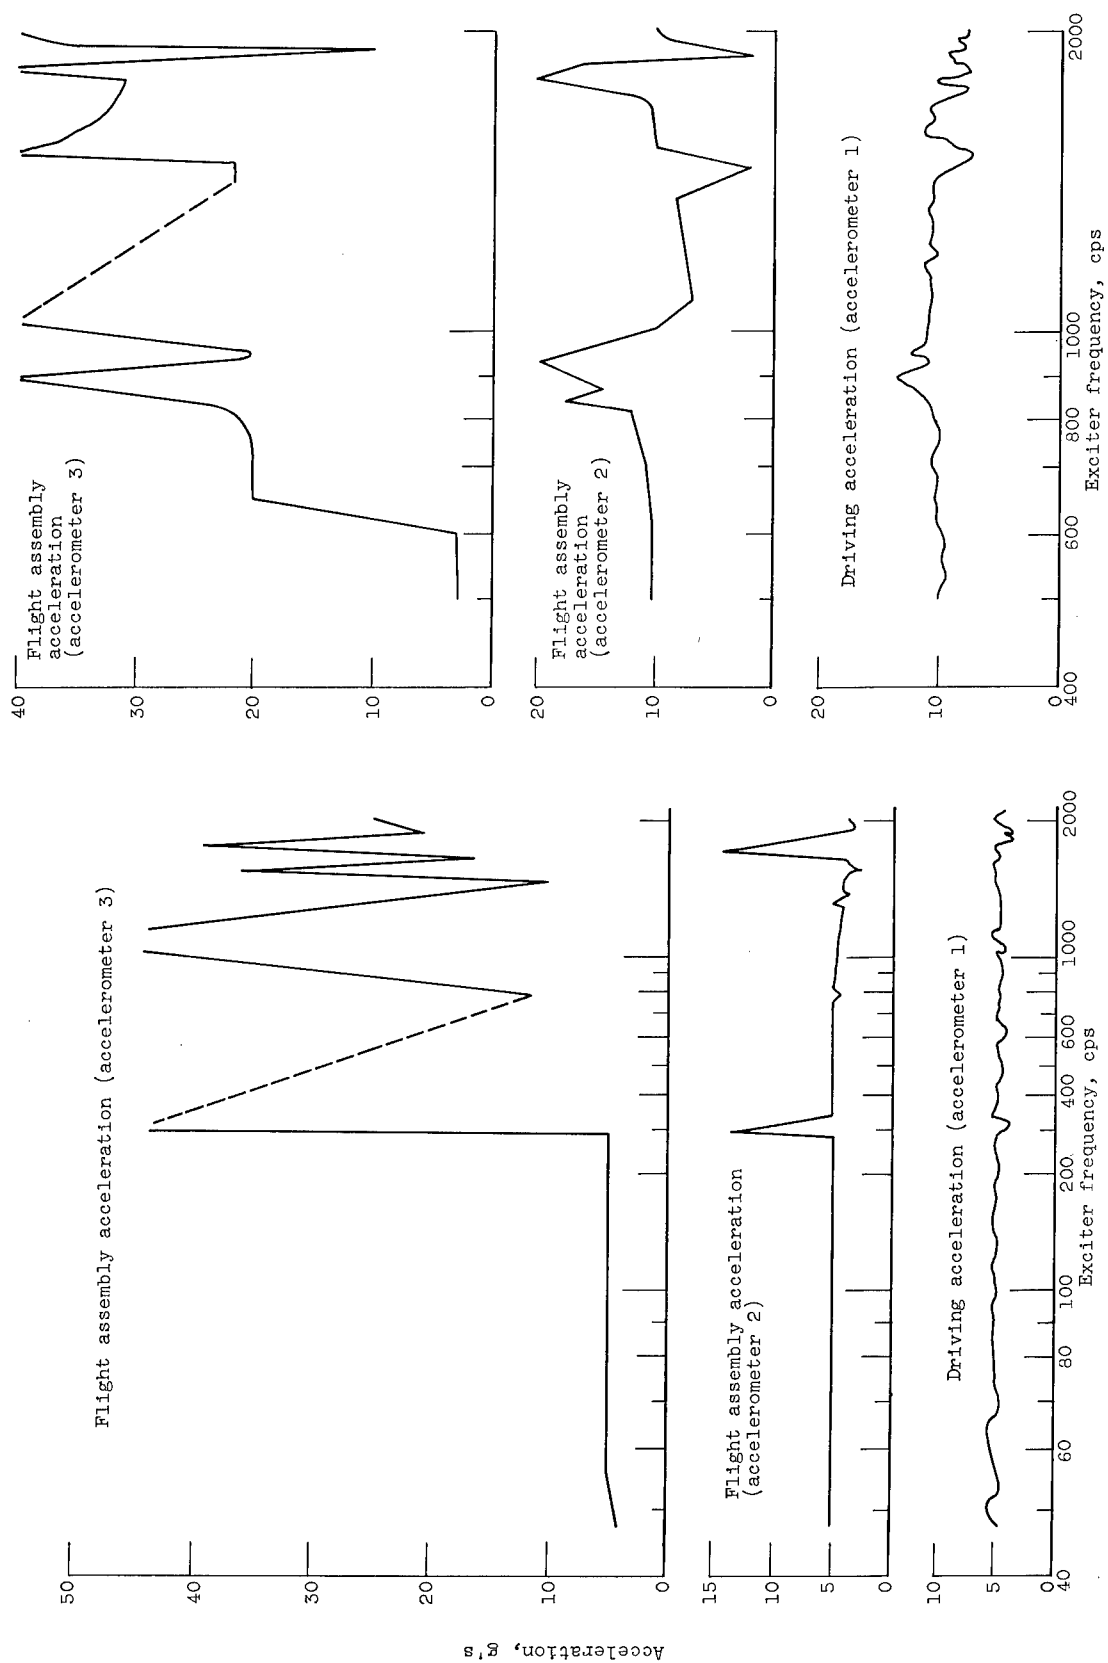 Acceleration, g's
50
40
30
20
10
0
Flight assembly acceleration (accelerometer 3)
15
10
5
0
Flight assembly acceleration
(accelerometer 2)
10
5
0
Driving acceleration (accelerometer 1)
40 60 80 100 200 300 400 600 1000 2000
Exciter frequency, cps
40
30
20
10
0
Flight assembly
acceleration
(accelerometer 3)
20
10
0
Flight assembly
acceleration
(accelerometer 2)
20
10
0
Driving acceleration (accelerometer 1)
400 600 800 1000 2000
Exciter frequency, cps